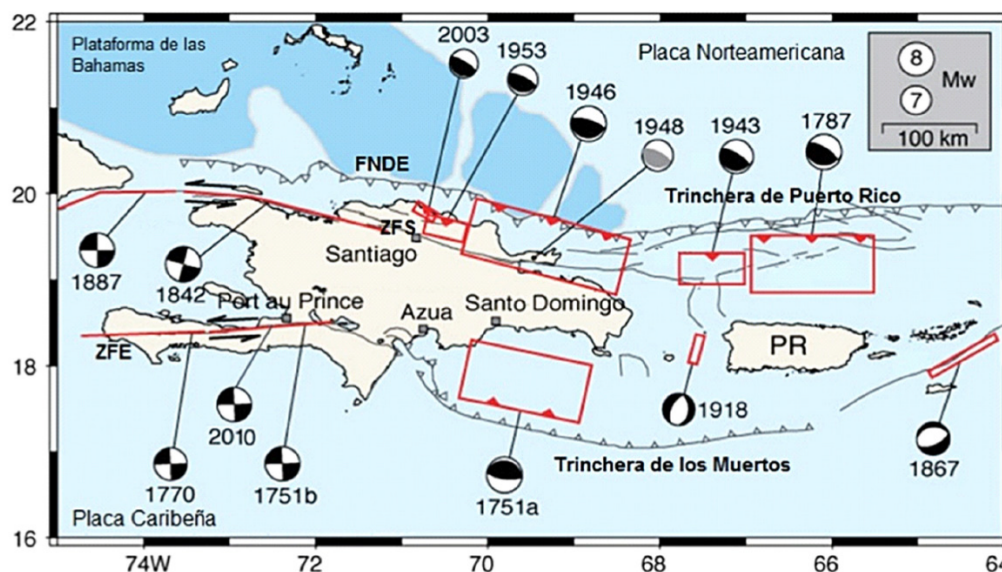 22
20
18
16
Plataforma de las
Bahamas
2003
1953
1946
1948
1943
1787
Placa Norteamericana
8
7
Mw
100 km
FNDE
Trinchera de Puerto Rico
ZFS
Santiago
1887
1842
Port au Prince
Azua
Santo Domingo
PR
ZFE
2010
1918
1770
1751b
1751a
Trinchera de los Muertos
1867
Placa Caribeña
74W
72
70
68
66
64